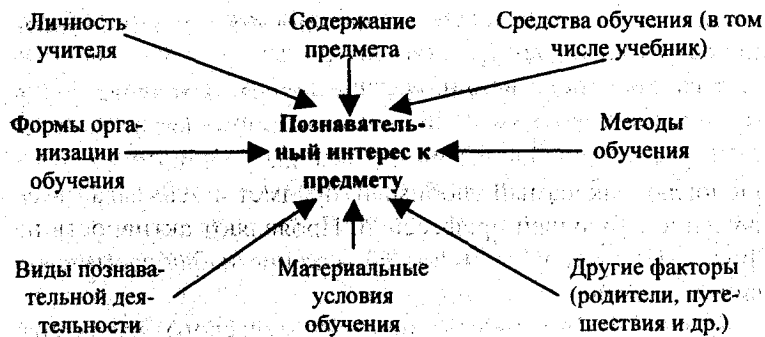 Личность
учителя
Содержание
предмета
Средства обучения (в том
числе учебник)
Формы орга-
низации
обучения
Познаватель-
ный интерес к
предмету
Методы
обучения
Виды познава-
тельной дея-
тельности
Материальные
условия
обучения
Другие факторы
(родители, путе-
шествия и др.)